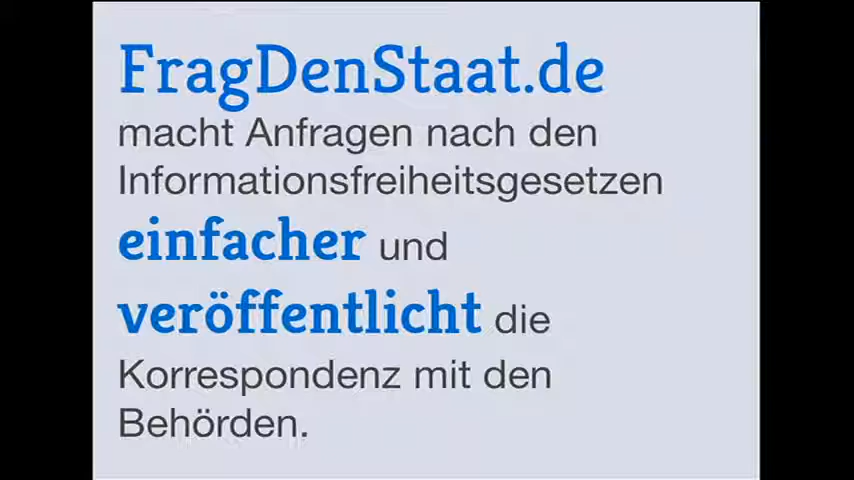 FragDenStaat.de
macht Anfragen nach den
Informationsfreiheitsgesetzen
einfacher und
veröffentlicht die
Korrespondenz mit den
Behörden.